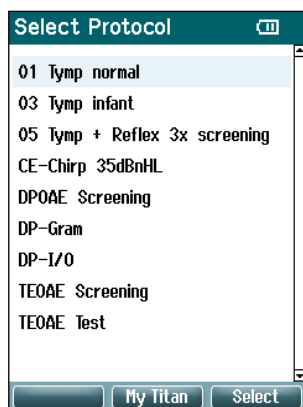 Select Protocol
01 Tymp normal
03 Tymp infant
05 Tymp + Reflex 3x screening
CE-Chirp 35dBnHL
DPOAE Screening
DP-Gram
DP-I/O
TEOAE Screening
TEOAE Test
My Titan Select